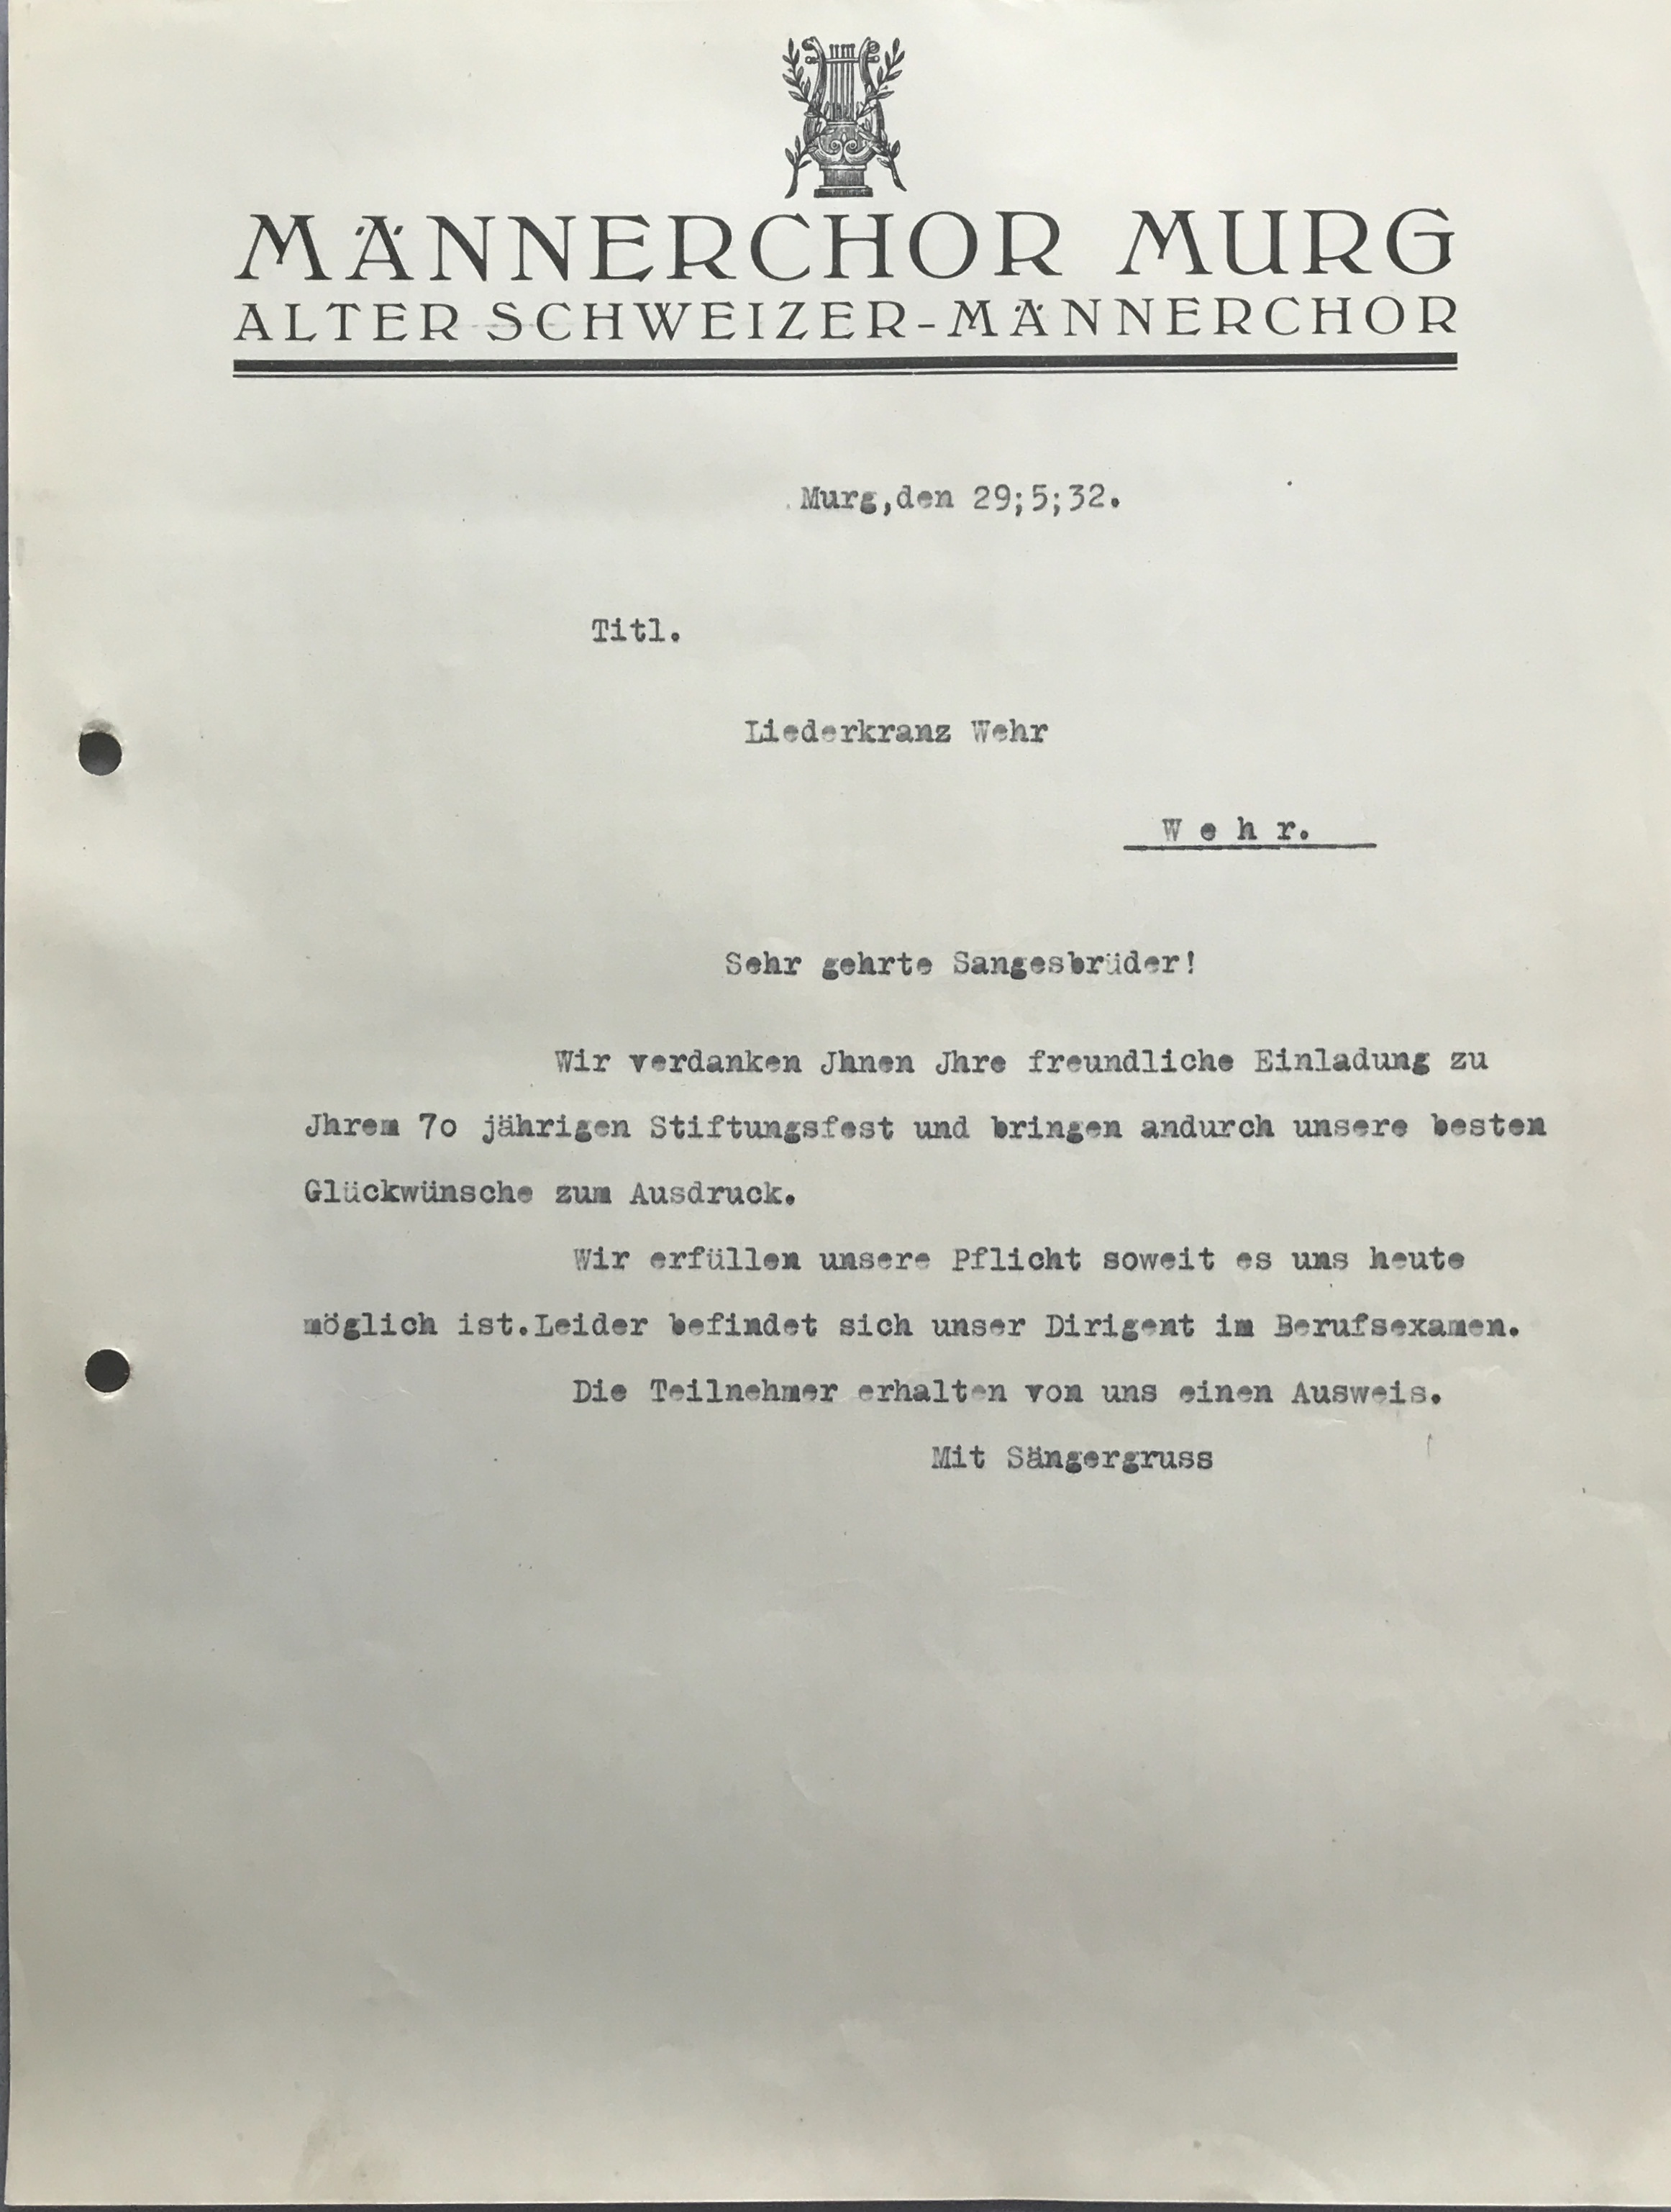 MÄNNERCHOR MURG
ALTER SCHWEIZER-MÄNNERCHOR
Murg,den 29;5;32.
Titl.
Liederkranz Wehr
W e h r.
Sehr gehrte Sangesbrüder!
Wir verdanken Jhnen Jhre freundliche Einladung zu
Jhrem 7o jährigen Stiftungsfest und bringen andurch unsere besten
Glückwünsche zum Ausdruck.
Wir erfüllen unsere Pflicht soweit es uns heute
möglich ist.Leider befindet sich unser Dirigent im Berufsexamen.
Die Teilnehmer erhalten von uns einen Ausweis.
Mit Sängergruss